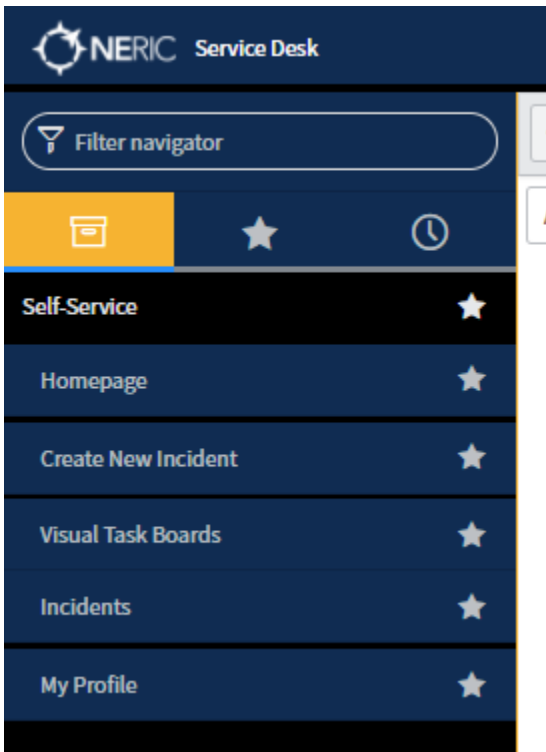 NERIC Service Desk
Filter navigator
Self-Service
Homepage
Create New Incident
Visual Task Boards
Incidents
My Profile